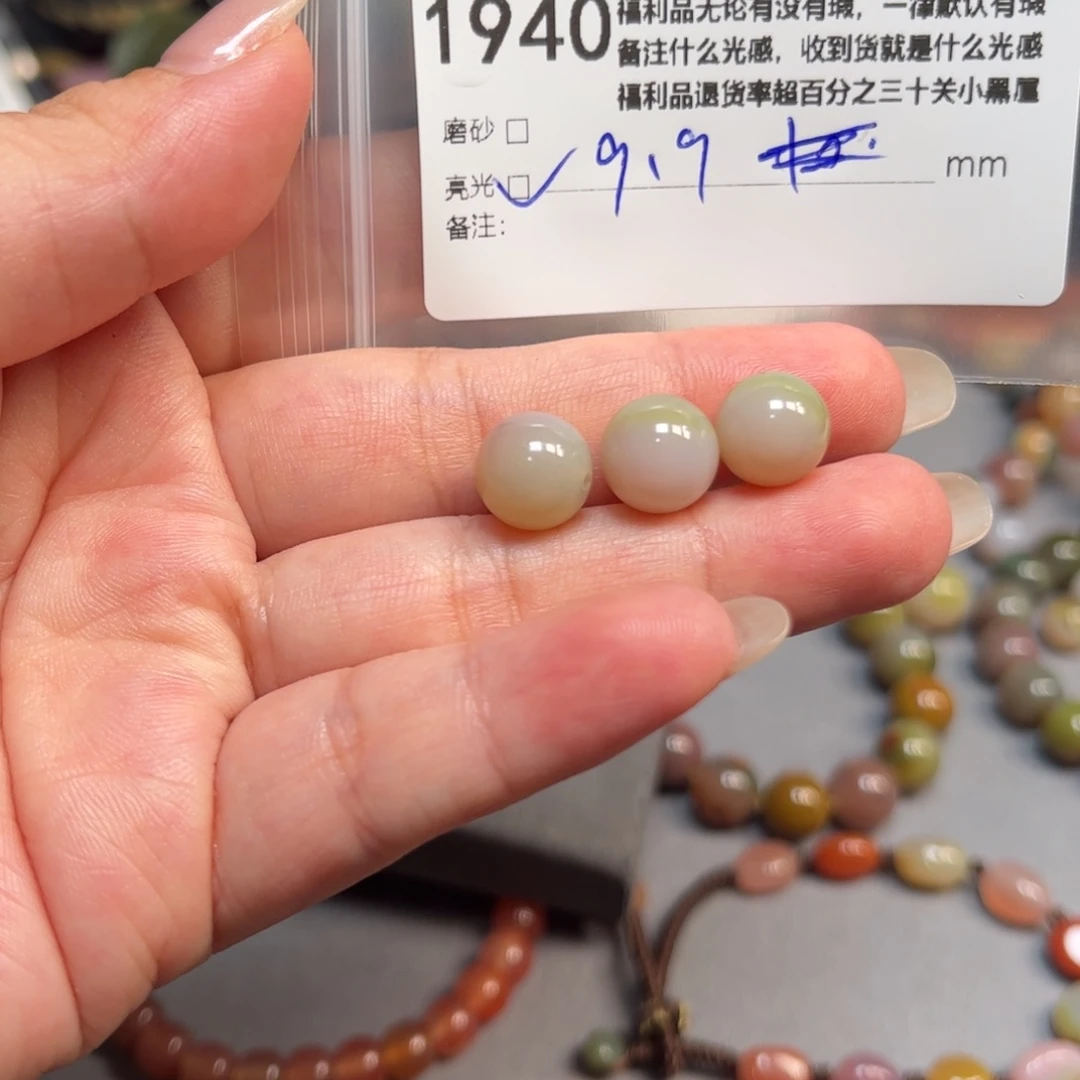 1940
福利品无论有没有瑕，一律默认有瑕
备注什么光感，收到货就是什么光感
福利品退货率超百分之三十关小黑屋
磨砂 □
亮光 □ ✓ 9.9 mm
备注：